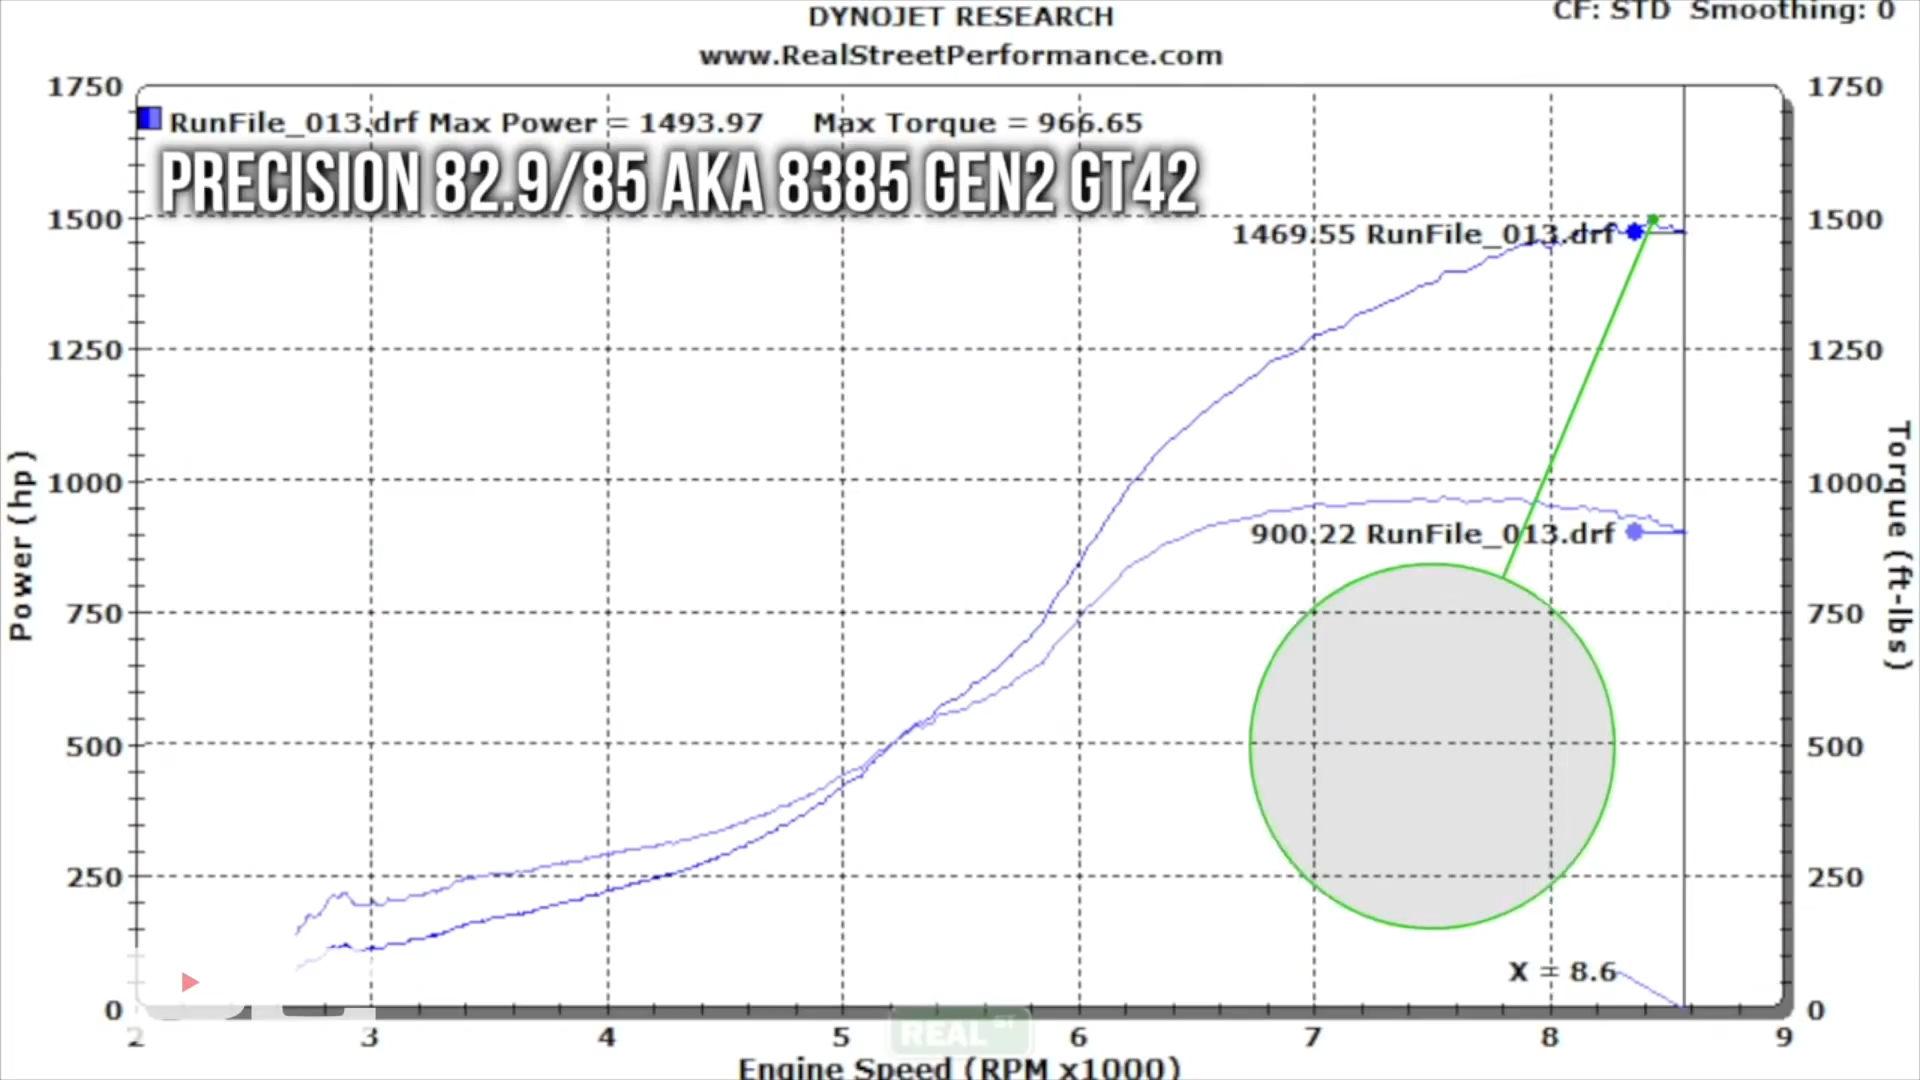 DYNOJET RESEARCH
CF: STD Smoothing: 0
www.RealStreetPerformance.com
RunFile_013.drf Max Power = 1493.97 Max Torque = 966.65
PRECISION 82.9/85 AKA 8385 GEN2 GT42
1750
1500
1250
1000
750
500
250
0
Power (hp)
1750
1500
1250
1000
750
500
250
0
Torque (ft-lbs)
1469.55 RunFile_013.drf
900.22 RunFile_013.drf
X = 8.6
2 3 4 5 6 7 8 9
REAL ST
Engine Speed (RPM x1000)